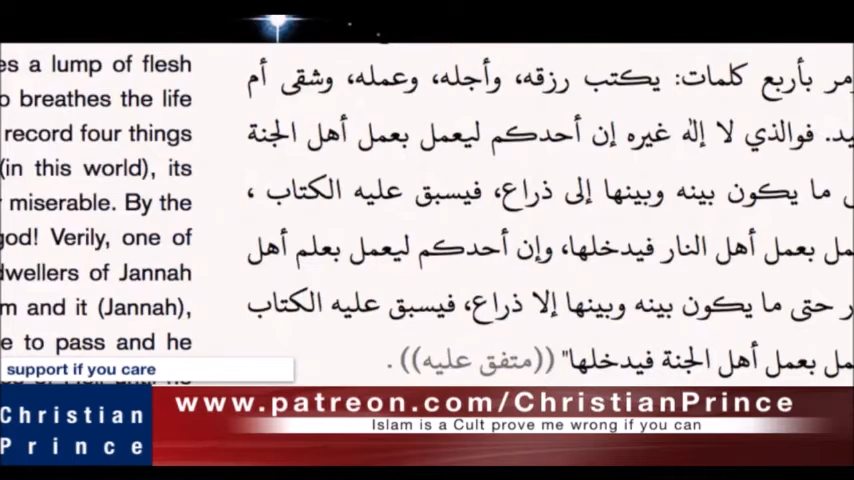 es a lump of flesh
o breathes the life
record four things
(in this world), its
miserable. By the
god! Verily, one of
dwellers of Jannah
m and it (Jannah),
e to pass and he
مر بأربع كلمات: يكتب رزقه، وأجله، وعمله، وشقى أم
يد. فوالذي لا إله غيره إن أحدكم ليعمل بعمل أهل الجنة
ى ما يكون بينه وبينها إلى ذراع، فيسبق عليه الكتاب ،
مل بعمل أهل النار فيدخلها، وإن أحدكم ليعمل بعلم أهل
ر حتى ما يكون بينه وبينها إلا ذراع، فيسبق عليه الكتاب
مل بعمل أهل الجنة فيدخلها" ((متفق عليه)) .
support if you care
Christian
Prince
www.patreon.com/ChristianPrince
Islam is a Cult prove me wrong if you can